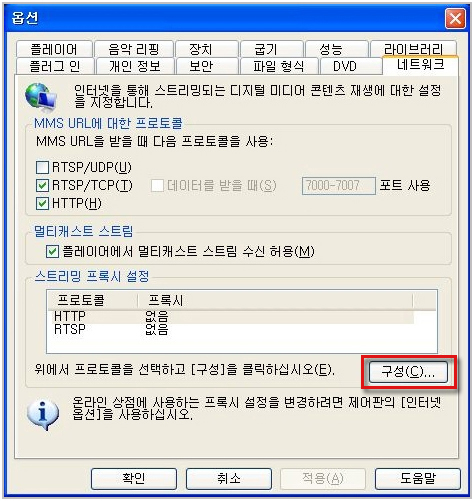 옵션
플레이어 음악 리핑 장치 굽기 성능 라이브러리
플러그 인 개인 정보 보안 파일 형식 DVD 네트워크
인터넷을 통해 스트리밍되는 디지털 미디어 콘텐츠 재생에 대한 설정
을 지정합니다.
MMS URL에 대한 프로토콜
MMS URL을 받을 때 다음 프로토콜을 사용:
RTSP/UDP(U)
RTSP/TCP(T) 데이터를 받을 때(S) 7000-7007 포트 사용
HTTP(H)
멀티캐스트 스트림
플레이어에서 멀티캐스트 스트림 수신 허용(M)
스트리밍 프록시 설정
프로토콜 프록시
HTTP 없음
RTSP 없음
위에서 프로토콜을 선택하고 [구성]을 클릭하십시오(E). 구성(C)...
온라인 상점에 사용하는 프록시 설정을 변경하려면 제어판의 [인터넷
옵션]을 사용하십시오.
확인 취소 적용(A) 도움말